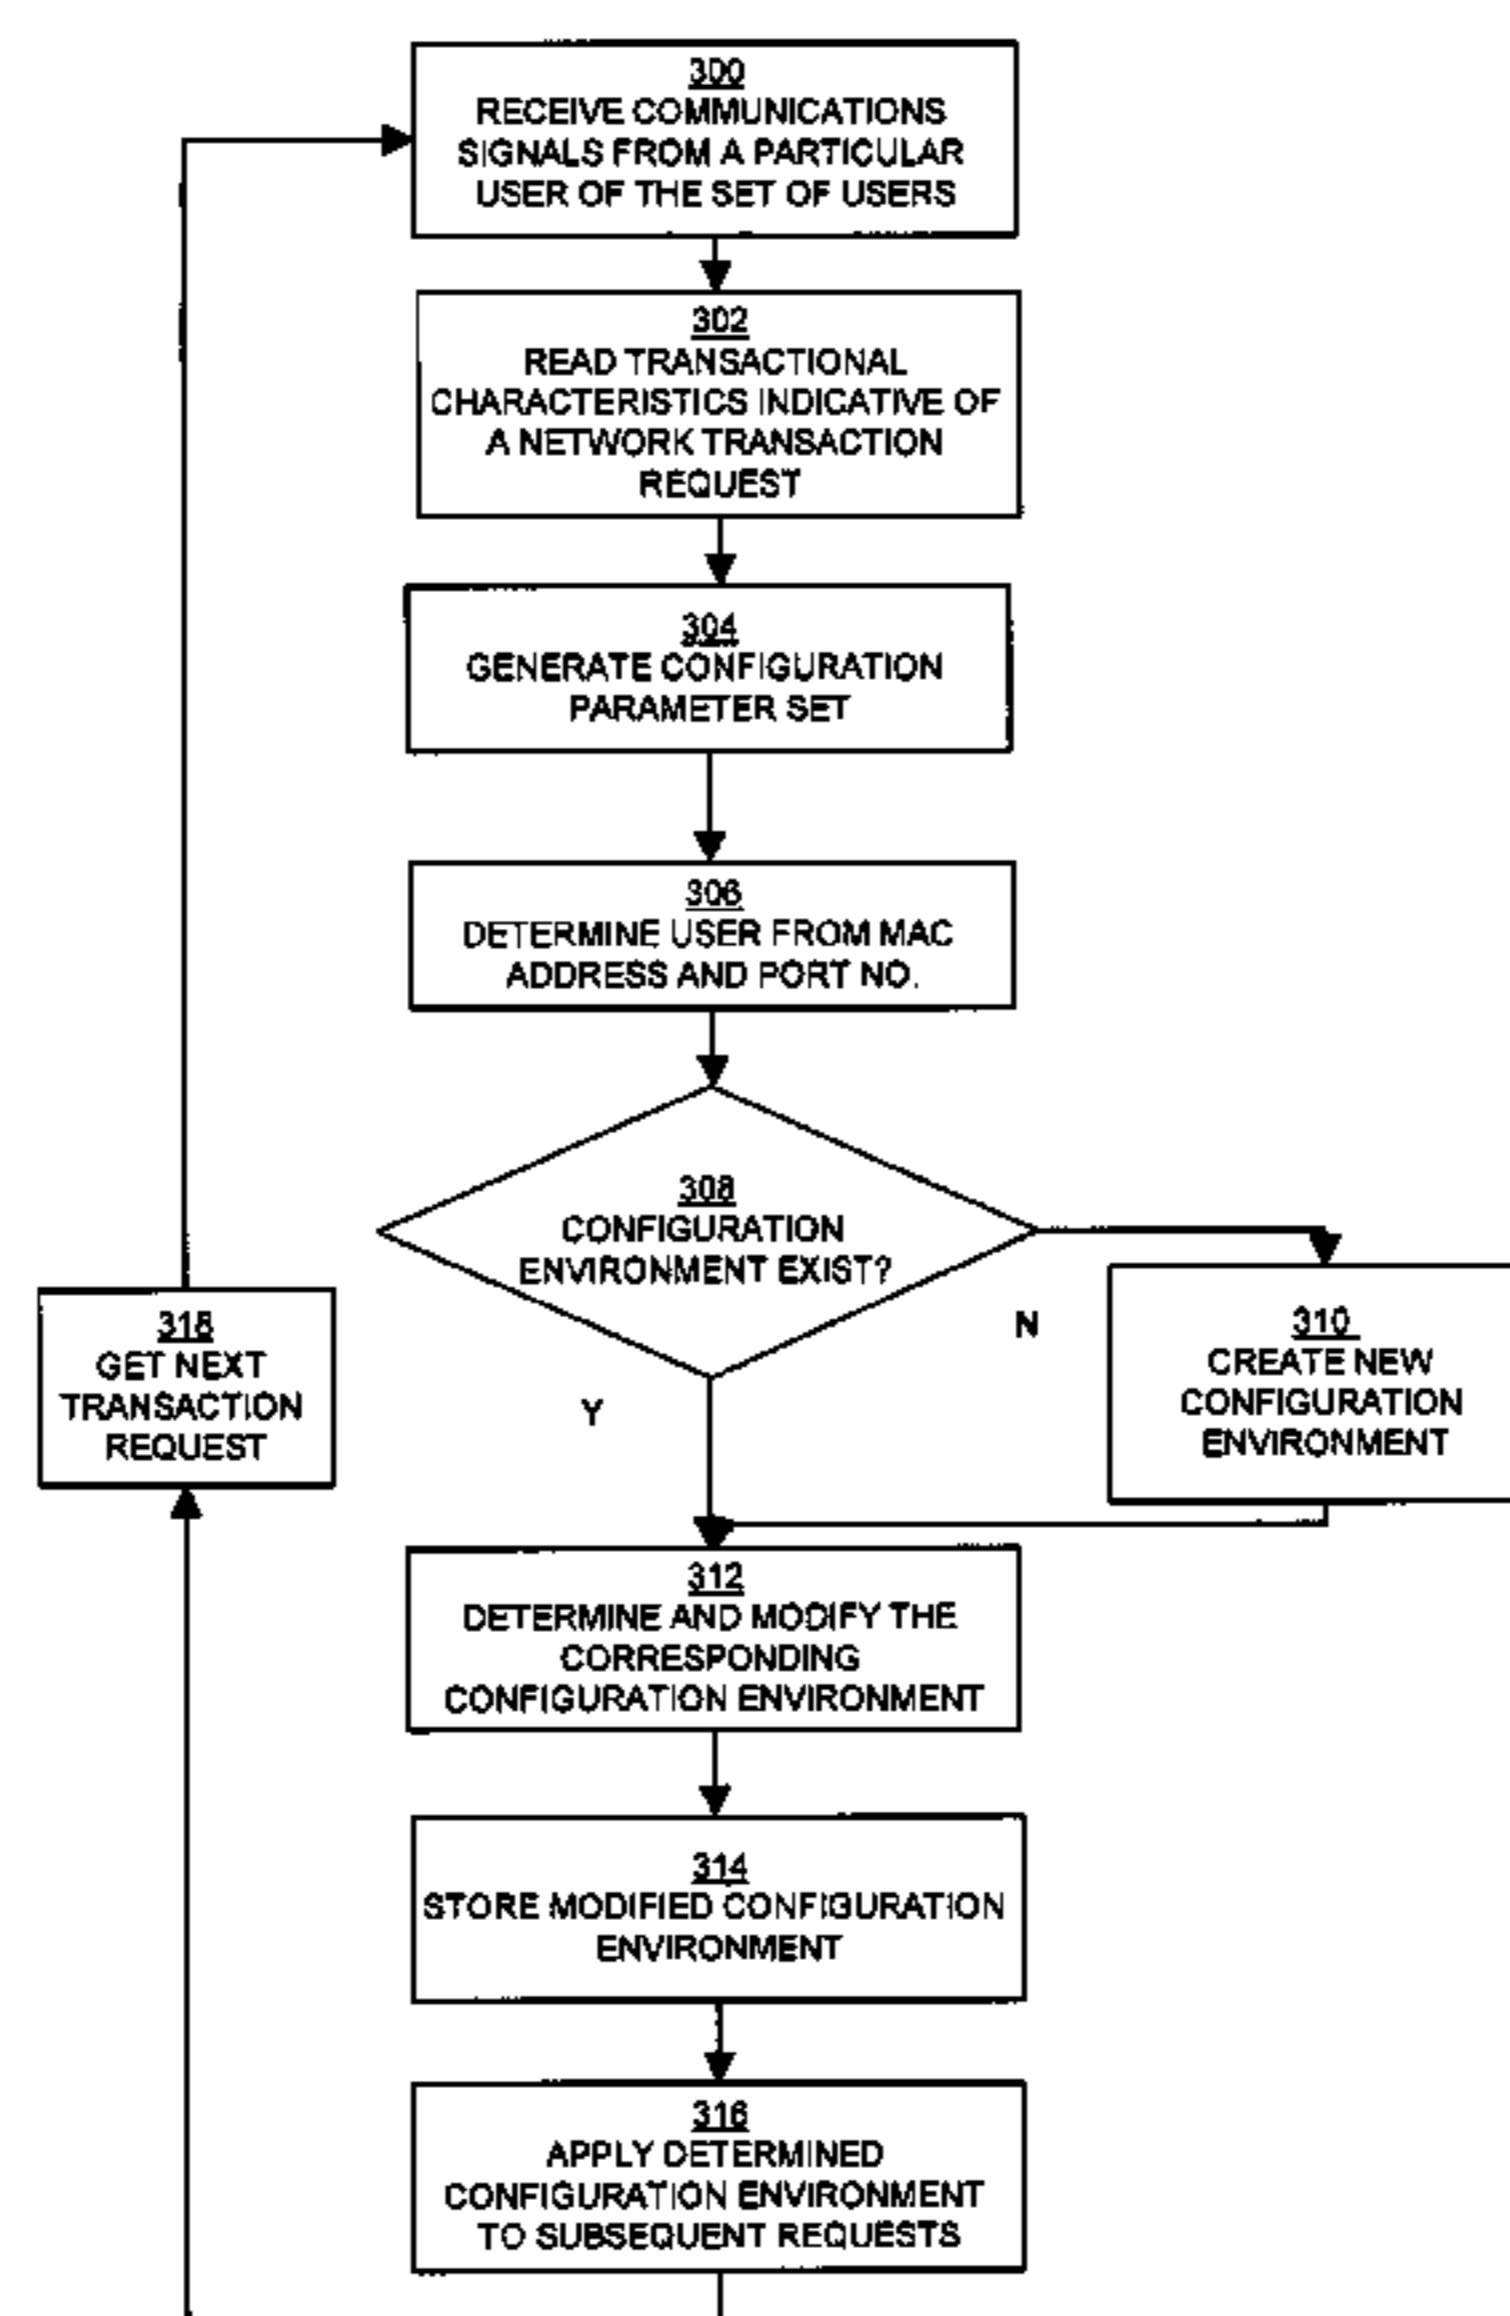 300
RECEIVE COMMUNICATIONS
SIGNALS FROM A PARTICULAR
USER OF THE SET OF USERS
302
READ TRANSACTIONAL
CHARACTERISTICS INDICATIVE OF
A NETWORK TRANSACTION
REQUEST
304
GENERATE CONFIGURATION
PARAMETER SET
306
DETERMINE USER FROM MAC
ADDRESS AND PORT NO.
308
CONFIGURATION
ENVIRONMENT EXIST?
N
Y
310
CREATE NEW
CONFIGURATION
ENVIRONMENT
318
GET NEXT
TRANSACTION
REQUEST
312
DETERMINE AND MODIFY THE
CORRESPONDING
CONFIGURATION ENVIRONMENT
314
STORE MODIFIED CONFIGURATION
ENVIRONMENT
316
APPLY DETERMINED
CONFIGURATION ENVIRONMENT
TO SUBSEQUENT REQUESTS